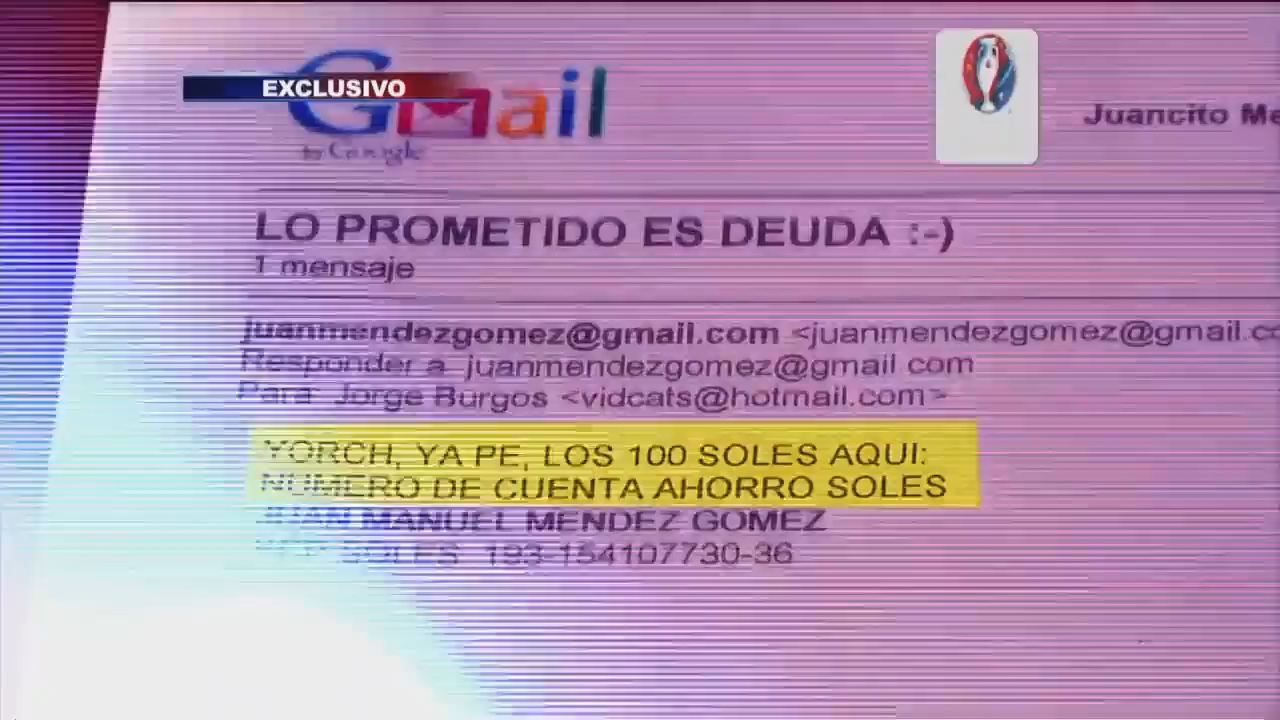 EXCLUSIVO
Gmail
by Google
Juancito Me
LO PROMETIDO ES DEUDA :-)
1 mensaje
juanmendezgomez@gmail.com <juanmendezgomez@gmail.co
Responder a juanmendezgomez@gmail.com
Para: Jorge Burgos <vidcats@hotmail.com>
YORCH, YA PE, LOS 100 SOLES AQUI:
NUMERO DE CUENTA AHORRO SOLES
JUAN MANUEL MENDEZ GOMEZ
SOLES 193-154107730-36